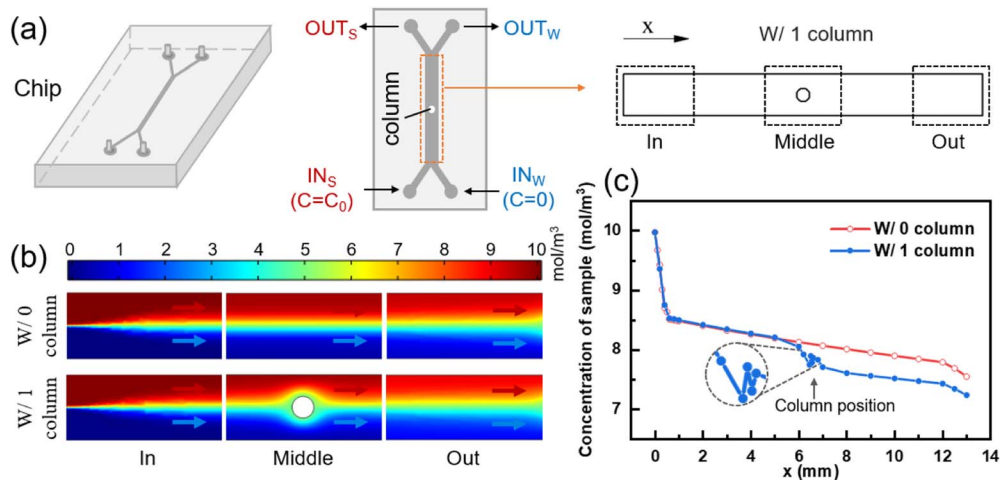 (a)
Chip
OUTS
OUTW
column
INS
(C=C0)
INW
(C=0)
x
W/ 1 column
In
Middle
Out
(b)
0 1 2 3 4 5 6 7 8 9 10
mol/m³
W/ 0
column
W/ 1
column
In
Middle
Out
(c)
Concentration of sample (mol/m³)
10
9
8
7
W/ 0 column
W/ 1 column
Column position
0 2 4 6 8 10 12 14
x (mm)